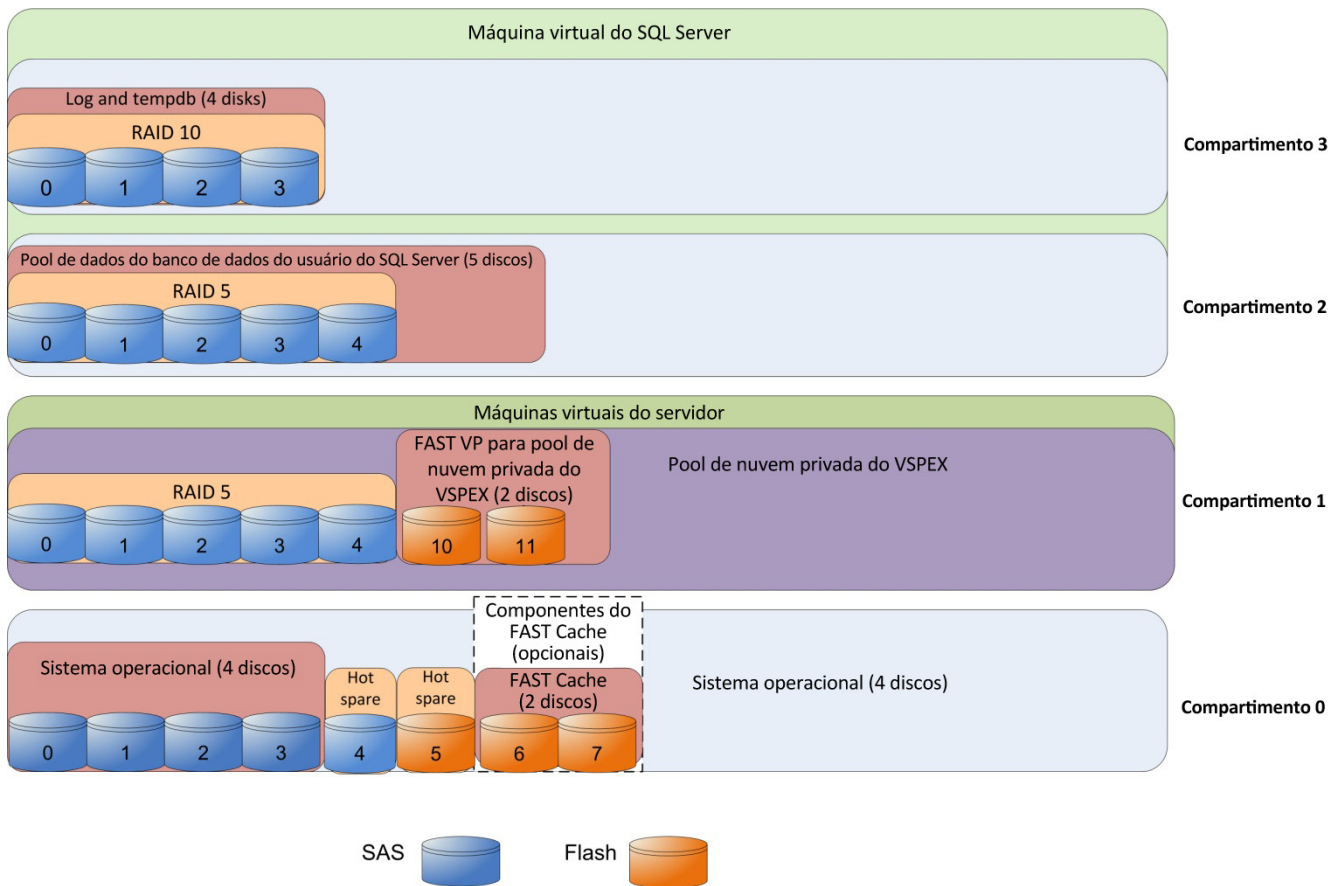 Máquina virtual do SQL Server
Log and tempdb (4 disks)
RAID 10
0 1 2 3
Compartimento 3
Pool de dados do banco de dados do usuário do SQL Server (5 discos)
RAID 5
0 1 2 3 4
Compartimento 2
Máquinas virtuais do servidor
FAST VP para pool de
nuvem privada do
VSPEX (2 discos)
Pool de nuvem privada do VSPEX
RAID 5
0 1 2 3 4 10 11
Compartimento 1
Componentes do
FAST Cache
(opcionais)
Sistema operacional (4 discos)
Hot
spare
Hot
spare
FAST Cache
(2 discos)
Sistema operacional (4 discos)
0 1 2 3 4 5 6 7
Compartimento 0
SAS
Flash